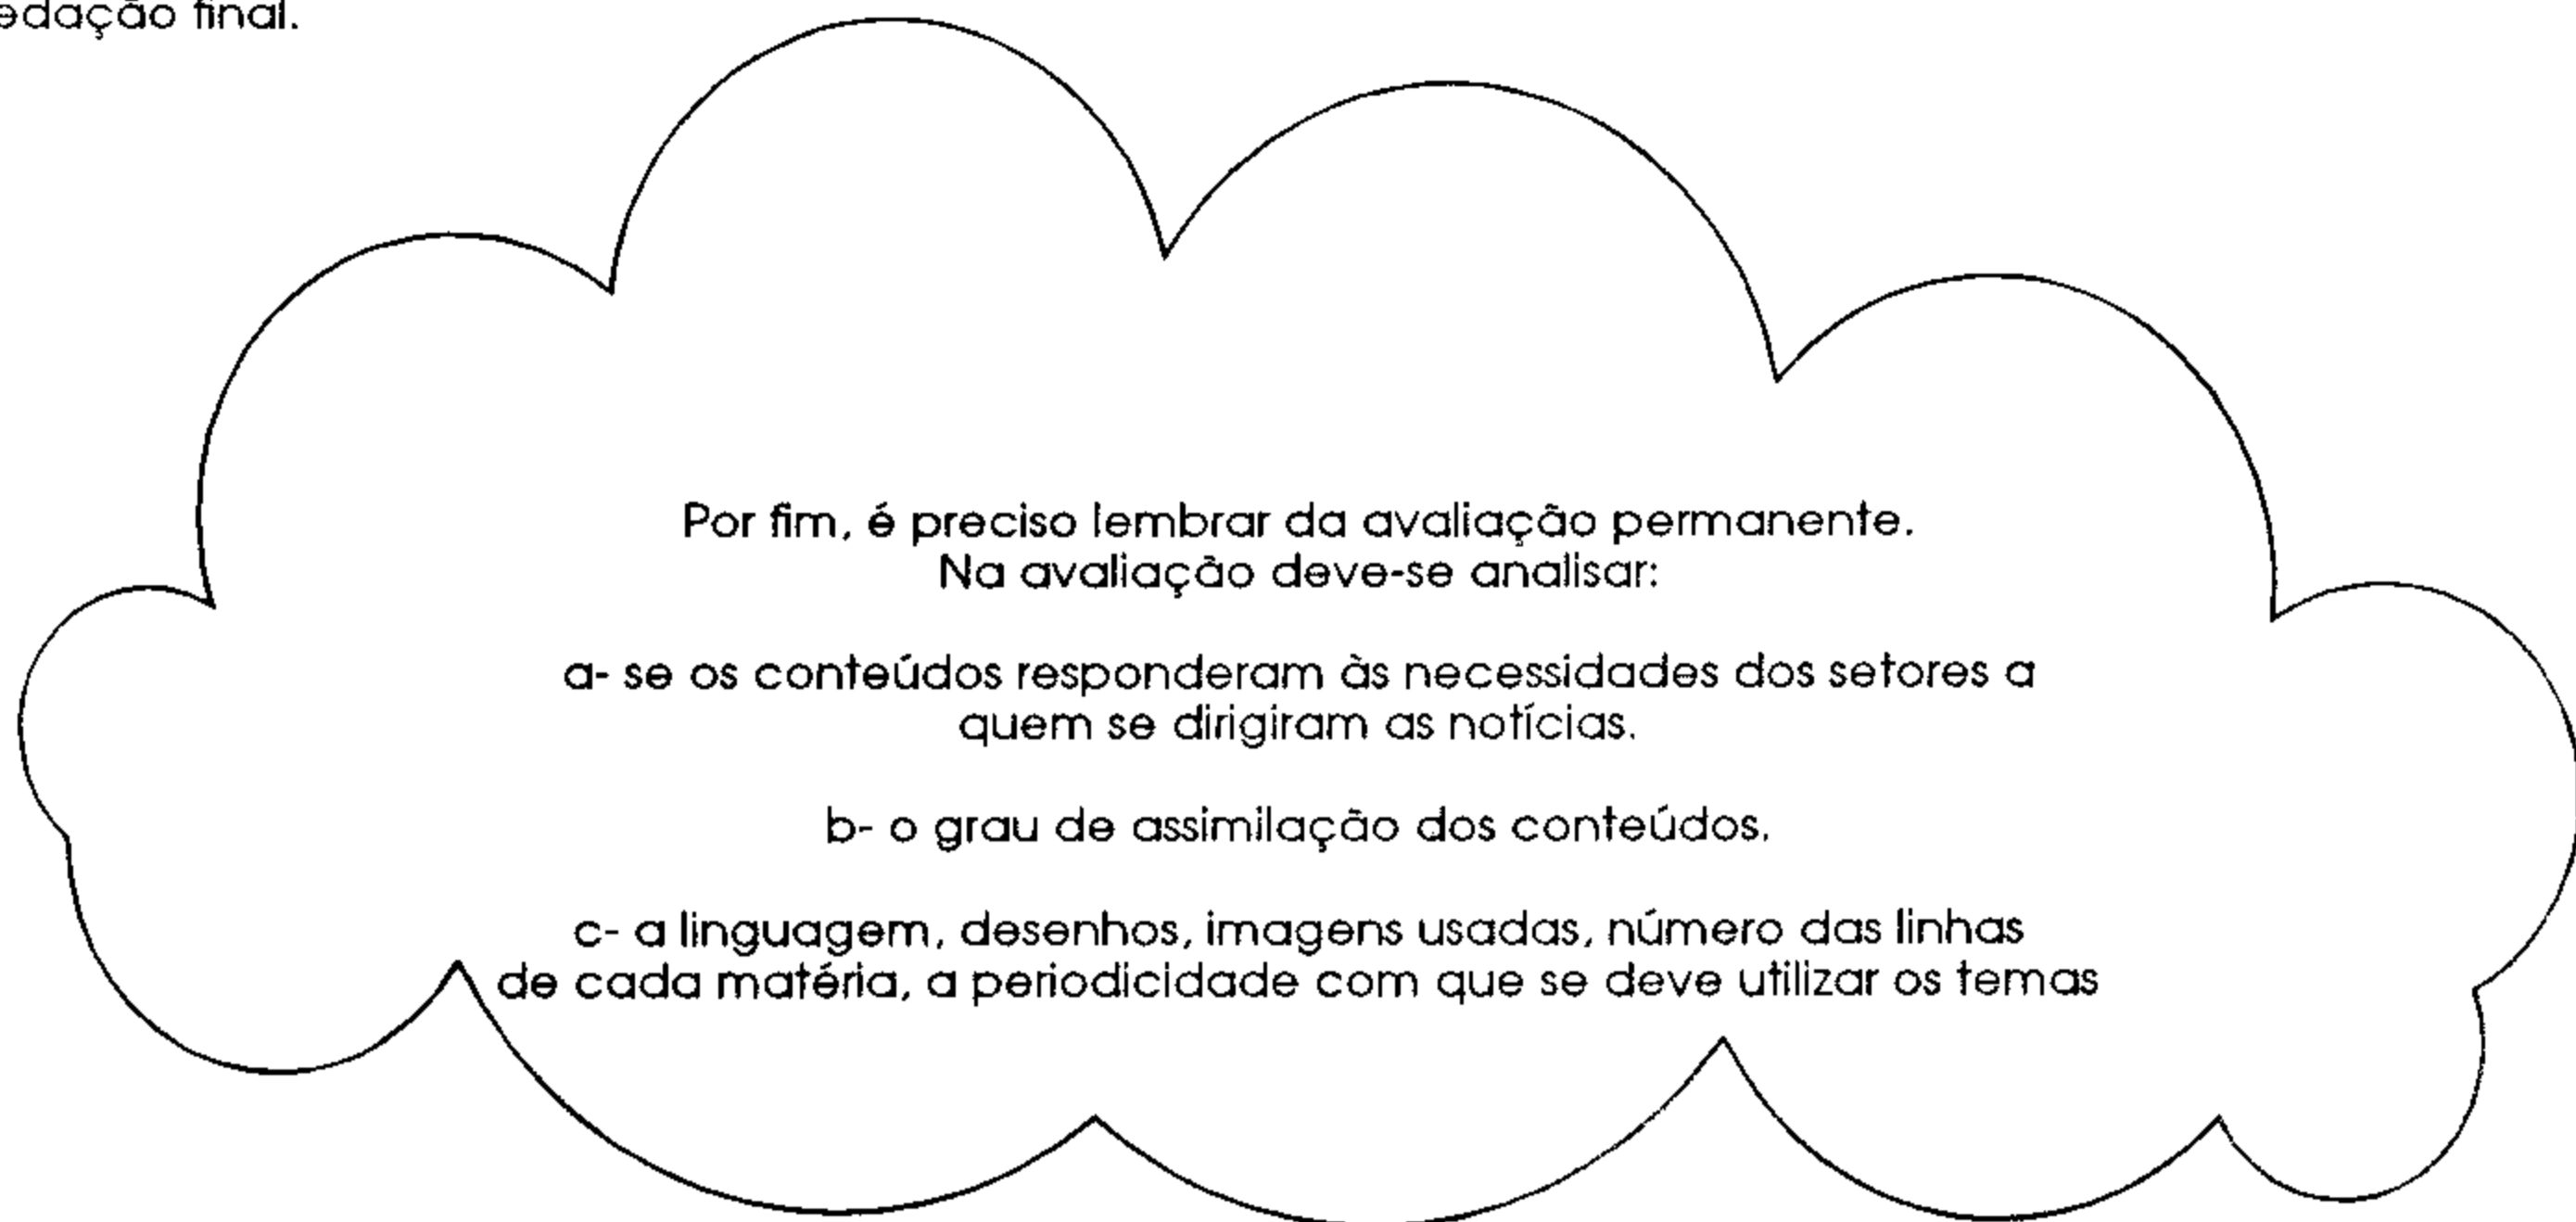 final.
Por fim, é preciso lembrar da avaliação permanente.
Na avaliação deve-se analisar:
a- se os conteúdos responderam às necessidades dos setores a
quem se dirigiram as notícias.
b- o grau de assimilação dos conteúdos.
c- a linguagem, desenhos, imagens usadas, número das linhas
de cada matéria, a periodicidade com que se deve utilizar os temas